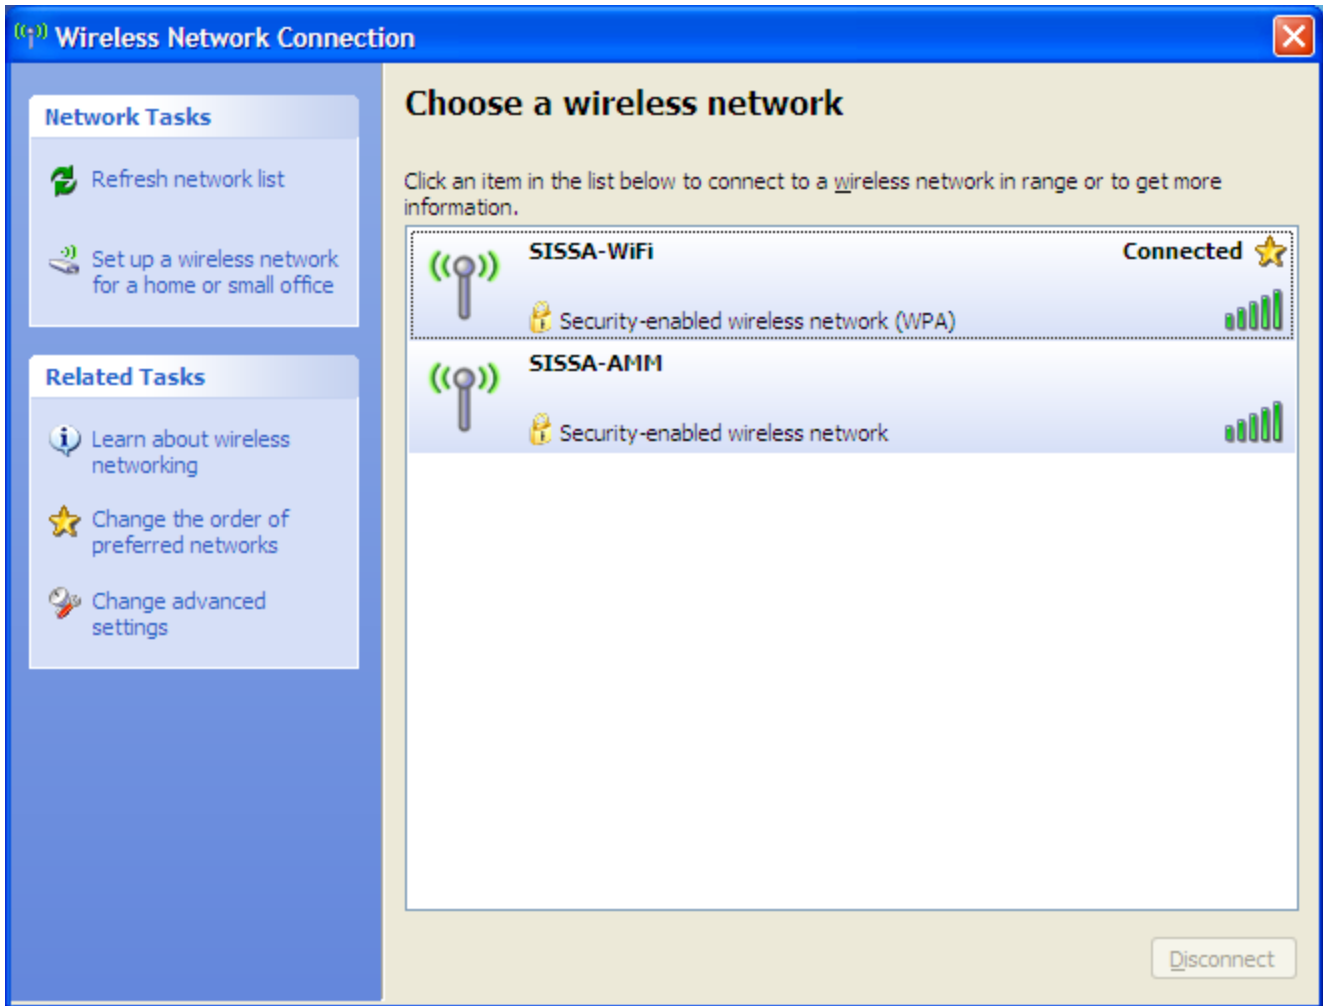 Wireless Network Connection
Network Tasks
Refresh network list
Set up a wireless network
for a home or small office
Related Tasks
Learn about wireless
networking
Change the order of
preferred networks
Change advanced
settings
Choose a wireless network
Click an item in the list below to connect to a wireless network in range or to get more
information.
SISSA-WiFi Connected
Security-enabled wireless network (WPA)
SISSA-AMM
Security-enabled wireless network
Disconnect